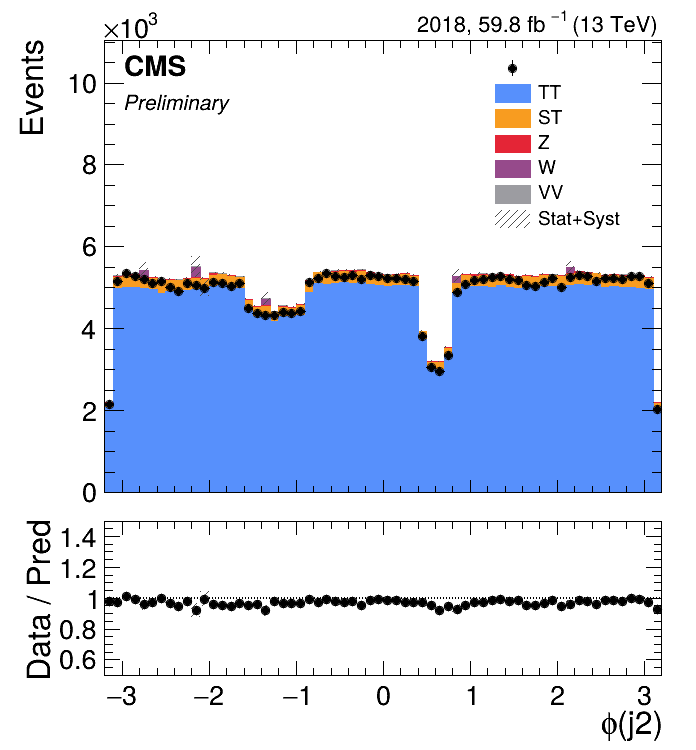 ×10³
2018, 59.8 fb⁻¹ (13 TeV)
Events
CMS
Preliminary
TT
ST
Z
W
VV
Stat+Syst
10
8
6
4
2
0
Data / Pred
1.4
1.2
1
0.8
0.6
−3 −2 −1 0 1 2 3
ϕ(j2)